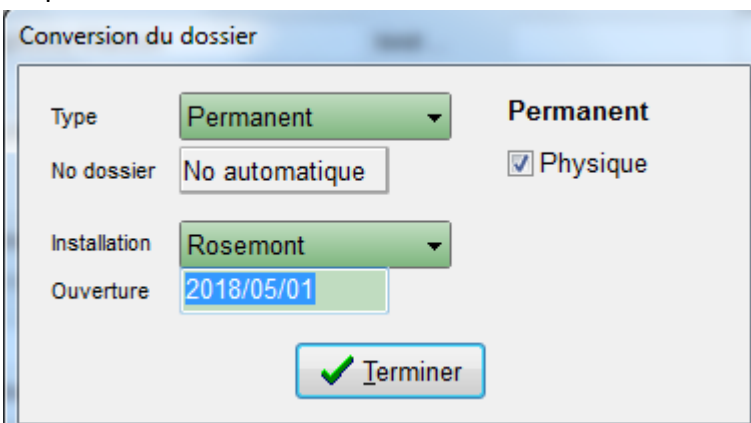 Conversion du dossier
Type Permanent Permanent
No dossier No automatique Physique
Installation Rosemont
Ouverture 2018/05/01
Terminer